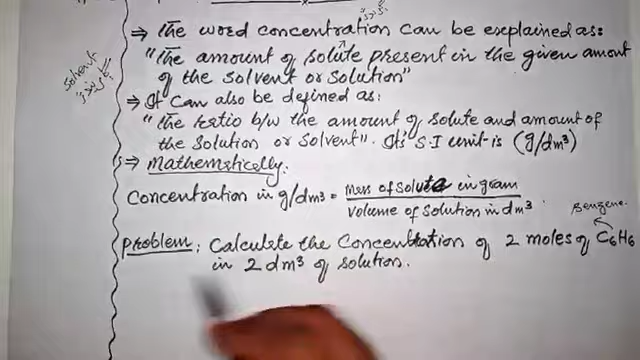 ⇒ The word concentration can be explained as:
"The amount of solute present in the given amount
of the solvent or solution"
solvent
⇒ It can also be defined as:
"The ratio b/w the amount of solute and amount of
the solution or solvent". Its S.I unit is (g/dm³)
⇒ Mathematically.
Concentration in g/dm³ = Mass of solute in gram
Volume of solution in dm³
Benzene.
Problem: Calculate the Concentration of 2 moles of C6H6
in 2 dm³ of solution.